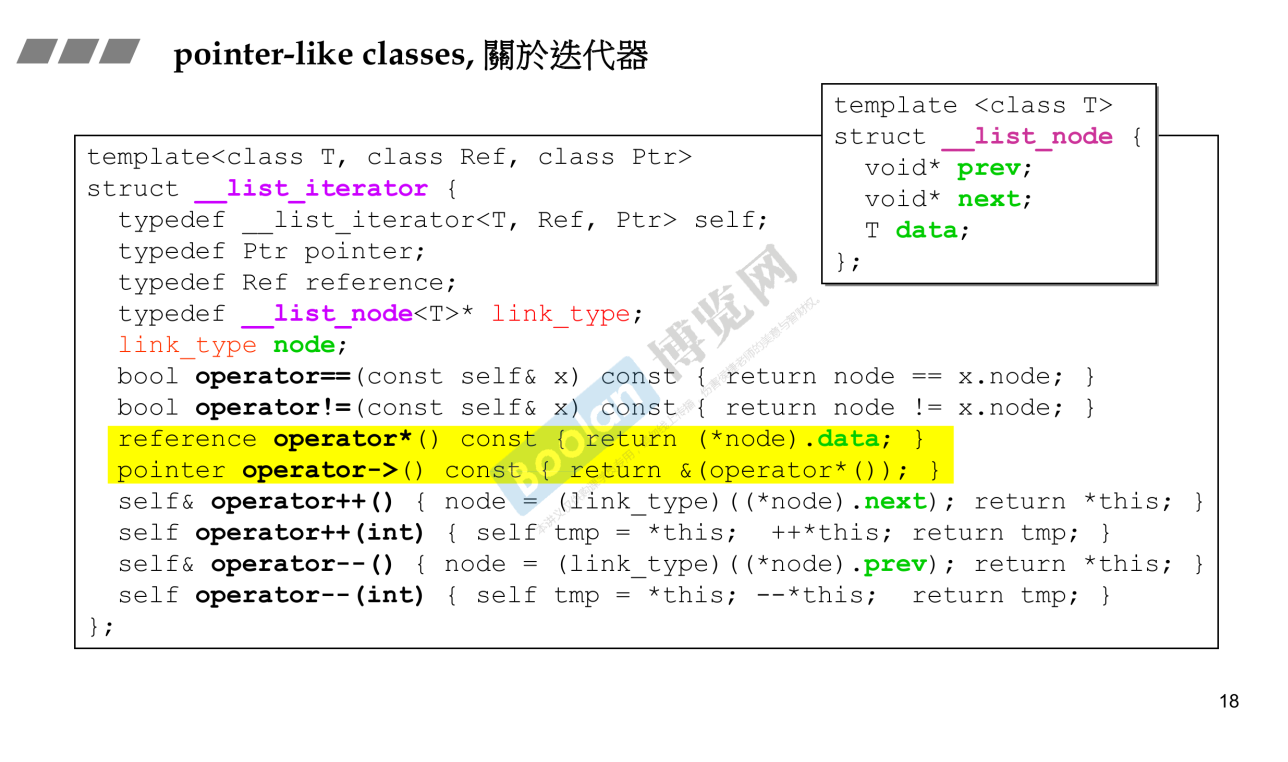 pointer-like classes, 關於迭代器
template <class T>
struct __list_node {
  void* prev;
  void* next;
  T data;
};
template<class T, class Ref, class Ptr>
struct __list_iterator {
  typedef __list_iterator<T, Ref, Ptr> self;
  typedef Ptr pointer;
  typedef Ref reference;
  typedef __list_node<T>* link_type;
  link_type node;
  bool operator==(const self& x) const { return node == x.node; }
  bool operator!=(const self& x) const { return node != x.node; }
  reference operator*() const { return (*node).data; }
  pointer operator->() const { return &(operator*()); }
  self& operator++() { node = (link_type)((*node).next); return *this; }
  self operator++(int) { self tmp = *this;  ++*this; return tmp; }
  self& operator--() { node = (link_type)((*node).prev); return *this; }
  self operator--(int) { self tmp = *this; --*this;  return tmp; }
};
Boolan 博览网
18